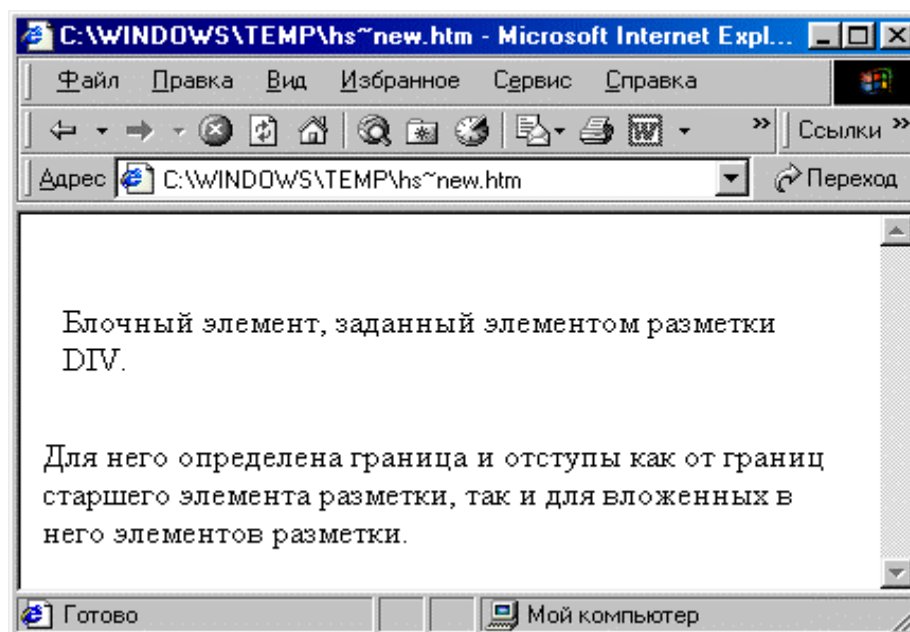 C:\WINDOWS\TEMP\hs~new.htm - Microsoft Internet Expl...
Файл Правка Вид Избранное Сервис Справка
Ссылки
Адрес C:\WINDOWS\TEMP\hs~new.htm Переход
Блочный элемент, заданный элементом разметки
DIV.
Для него определена граница и отступы как от границ
старшего элемента разметки, так и для вложенных в
него элементов разметки.
Готово Мой компьютер